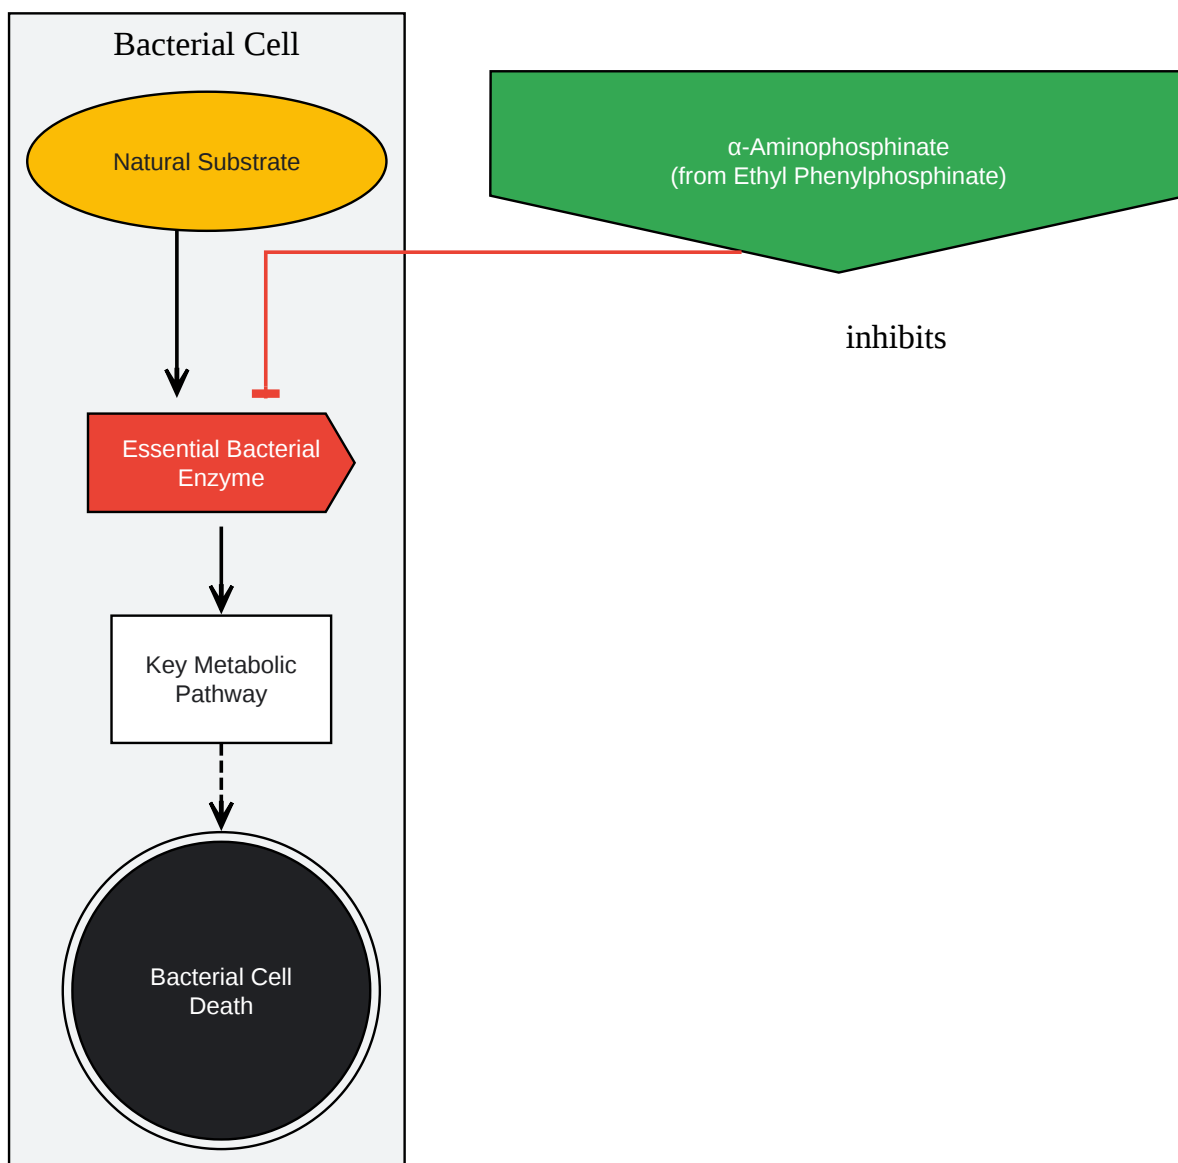 Bacterial Cell
Natural Substrate
α-Aminophosphinate
(from Ethyl Phenylphosphinate)
inhibits
Essential Bacterial
Enzyme
Key Metabolic
Pathway
Bacterial Cell
Death